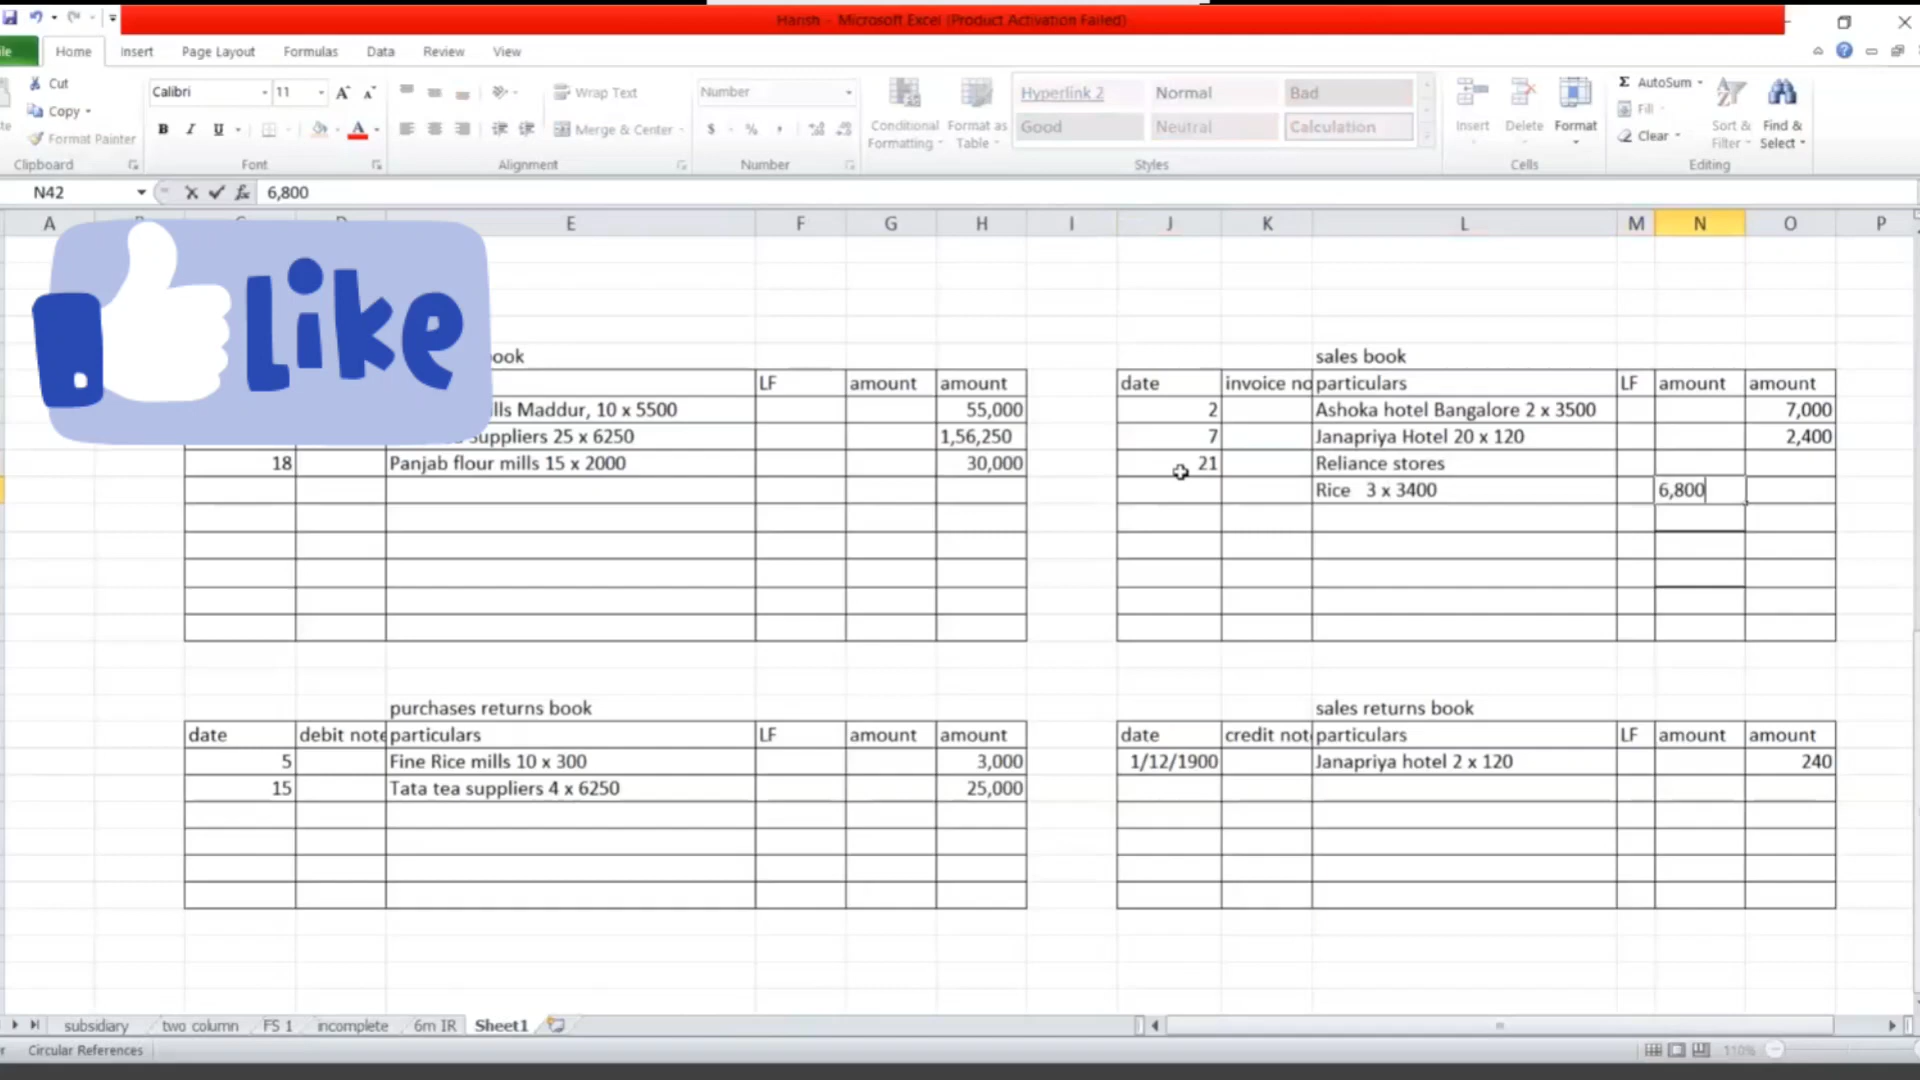 Harish - Microsoft Excel (Product Activation Failed)
Home Insert Page Layout Formulas Data Review View
Cut
Copy
Format Painter
Clipboard
Calibri 11
B I U A
Font
Wrap Text
Merge & Center
Alignment
Number
$ % ,
Number
Conditional Formatting
Format as Table
Hyperlink 2 Normal Bad
Good Neutral Calculation
Styles
Insert Delete Format
Cells
Σ AutoSum
Fill
Clear
Sort & Filter
Find & Select
Editing
N42 fx 6,800
A E F G H I J K L M N O P
Like
book
LF amount amount
lls Maddur, 10 x 5500 55,000
suppliers 25 x 6250 1,56,250
18 Panjab flour mills 15 x 2000 30,000
sales book
date invoice no particulars LF amount amount
2 Ashoka hotel Bangalore 2 x 3500 7,000
7 Janapriya Hotel 20 x 120 2,400
21 Reliance stores
Rice 3 x 3400 6,800
purchases returns book
date debit note particulars LF amount amount
5 Fine Rice mills 10 x 300 3,000
15 Tata tea suppliers 4 x 6250 25,000
sales returns book
date credit not particulars LF amount amount
1/12/1900 Janapriya hotel 2 x 120 240
subsidiary two column FS 1 incomplete 6m IR Sheet1
Circular References 110%